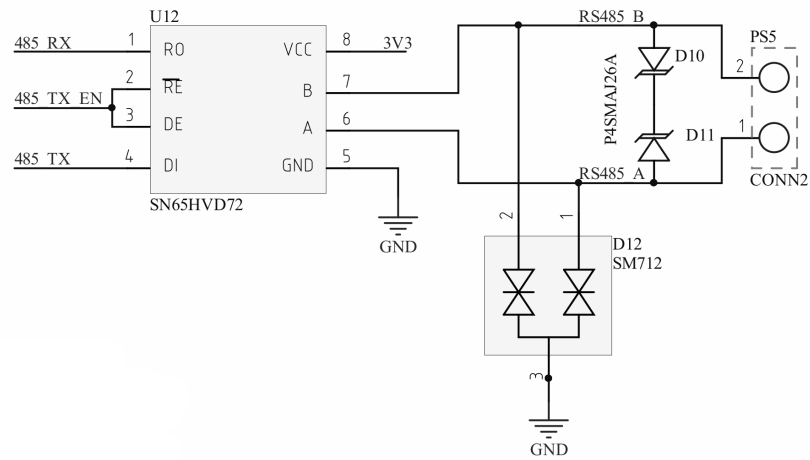 U12
RS485 B
PS5
485 RX
1
RO
VCC
8
3V3
D10
2
2
RE
B
7
485 TX EN
P4SMAJ26A
3
DE
A
6
D11
1
485 TX
4
DI
GND
5
RS485 A
CONN2
SN65HVD72
GND
2
1
D12
SM712
3
GND